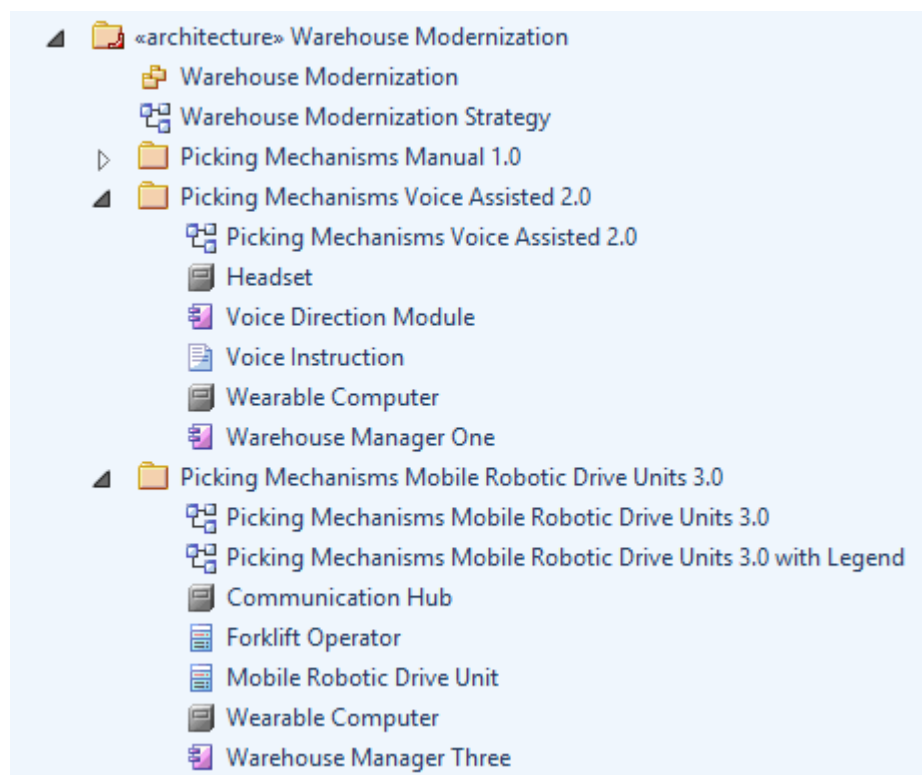 «architecture» Warehouse Modernization
Warehouse Modernization
Warehouse Modernization Strategy
Picking Mechanisms Manual 1.0
Picking Mechanisms Voice Assisted 2.0
Picking Mechanisms Voice Assisted 2.0
Headset
Voice Direction Module
Voice Instruction
Wearable Computer
Warehouse Manager One
Picking Mechanisms Mobile Robotic Drive Units 3.0
Picking Mechanisms Mobile Robotic Drive Units 3.0
Picking Mechanisms Mobile Robotic Drive Units 3.0 with Legend
Communication Hub
Forklift Operator
Mobile Robotic Drive Unit
Wearable Computer
Warehouse Manager Three